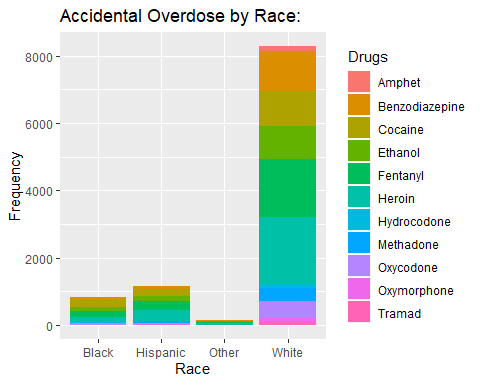 Accidental Overdose by Race:
8000
6000
4000
2000
0
Frequency
Black Hispanic Other White
Race
Drugs
Amphet
Benzodiazepine
Cocaine
Ethanol
Fentanyl
Heroin
Hydrocodone
Methadone
Oxycodone
Oxymorphone
Tramad